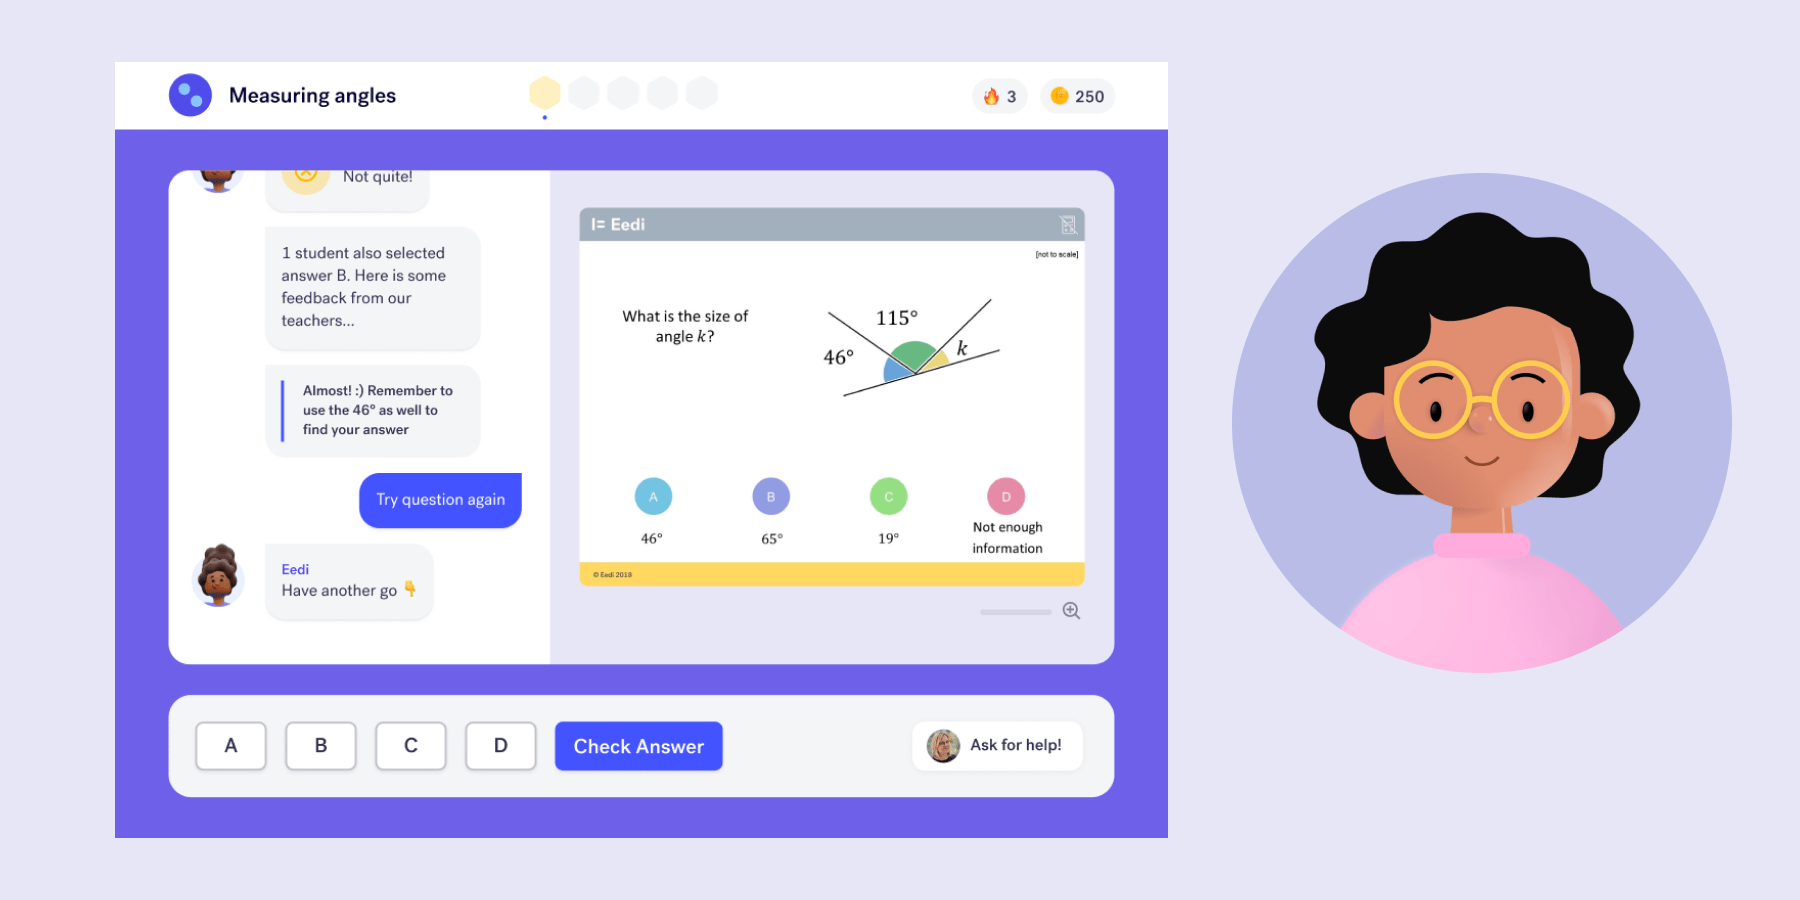 Measuring angles
3
250
Not quite!
1 student also selected
answer B. Here is some
feedback from our
teachers...
Almost! :) Remember to
use the 46° as well to
find your answer
Try question again
Eedi
Have another go
Eedi
[not to scale]
What is the size of
angle k?
115°
46°
k
A
B
C
D
46°
65°
19°
Not enough
information
© Eedi 2018
A
B
C
D
Check Answer
Ask for help!